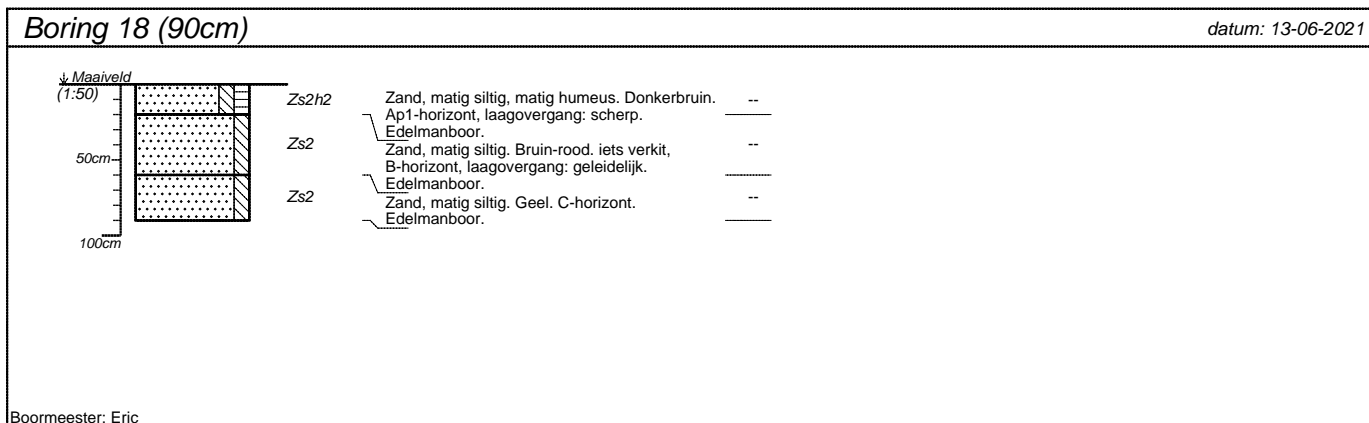 Boring 18 (90cm)
datum: 13-06-2021
Maaiveld
(1:50)
50cm
100cm
Zs2h2
Zand, matig siltig, matig humeus. Donkerbruin.
Ap1-horizont, laagovergang: scherp.
Edelmanboor.
--
Zs2
Zand, matig siltig. Bruin-rood. iets verkit,
B-horizont, laagovergang: geleidelijk.
Edelmanboor.
--
Zs2
Zand, matig siltig. Geel. C-horizont.
Edelmanboor.
--
Boormeester: Eric